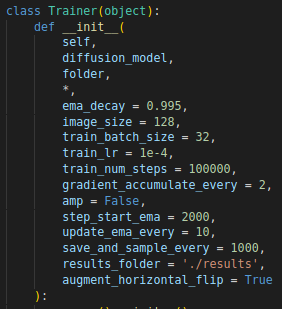 class Trainer(object):
def __init__(
self,
diffusion_model,
folder,
*,
ema_decay = 0.995,
image_size = 128,
train_batch_size = 32,
train_lr = 1e-4,
train_num_steps = 100000,
gradient_accumulate_every = 2,
amp = False,
step_start_ema = 2000,
update_ema_every = 10,
save_and_sample_every = 1000,
results_folder = './results',
augment_horizontal_flip = True
):